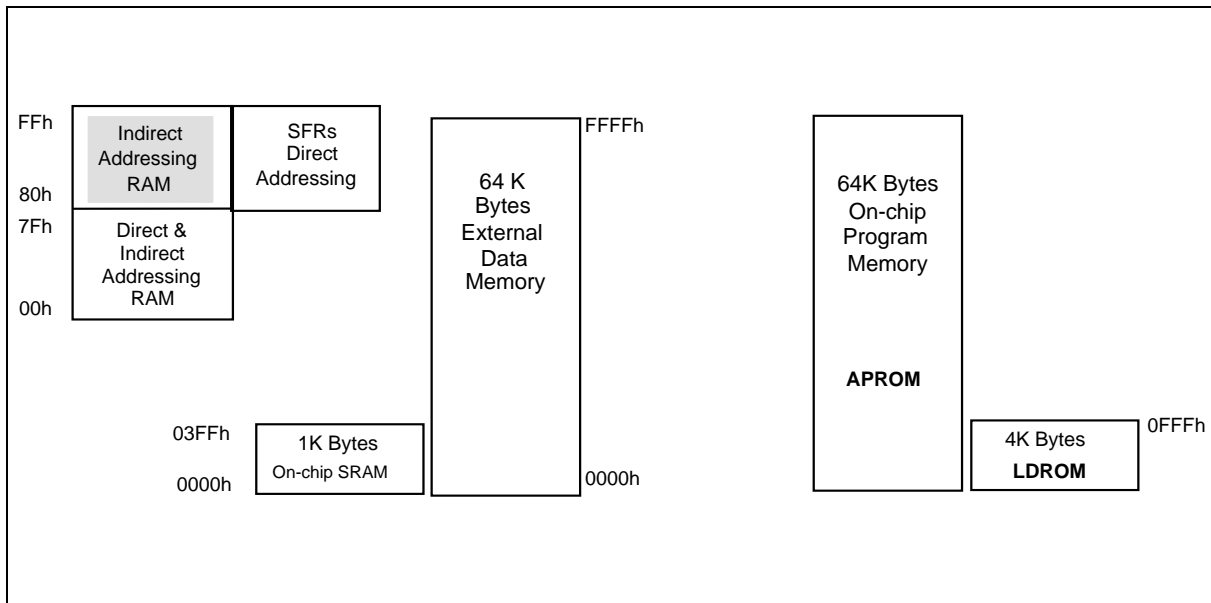 FFh
Indirect
Addressing
RAM
80h
SFRs
Direct
Addressing
7Fh
Direct &
Indirect
Addressing
RAM
00h
03FFh
1K Bytes
On-chip SRAM
0000h
FFFFh
64 K
Bytes
External
Data
Memory
0000h
64K Bytes
On-chip
Program
Memory
APROM
0FFFh
4K Bytes
LDROM